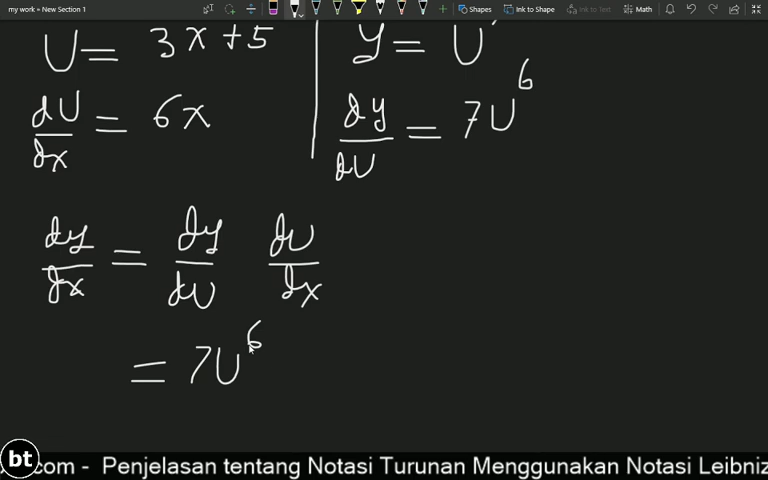 my work » New Section 1 Shapes Ink to Shape Ink to Text Math
U = 3x + 5 y = U
dU/dx = 6x dy/dU = 7U⁶
dy/dx = dy/dU dU/dx
= 7U⁶
bt
.com - Penjelasan tentang Notasi Turunan Menggunakan Notasi Leibniz